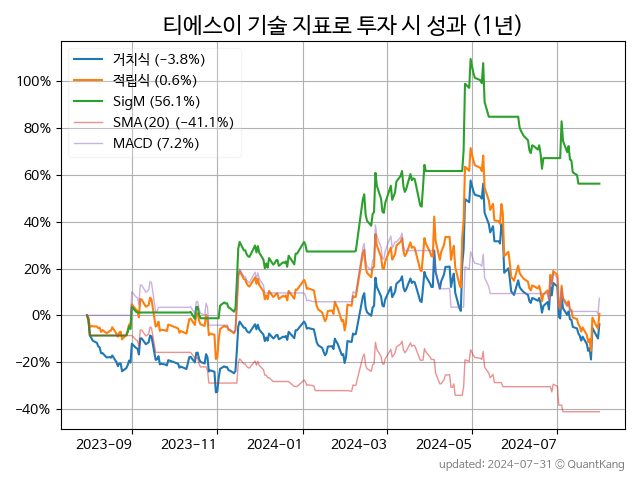 티에스이 기술 지표로 투자 시 성과 (1년)
거치식 (−3.8%)
적립식 (0.6%)
SigM (56.1%)
SMA(20) (−41.1%)
MACD (7.2%)
100%
80%
60%
40%
20%
0%
−20%
−40%
2023-09 2023-11 2024-01 2024-03 2024-05 2024-07
updated: 2024-07-31 © QuantKang